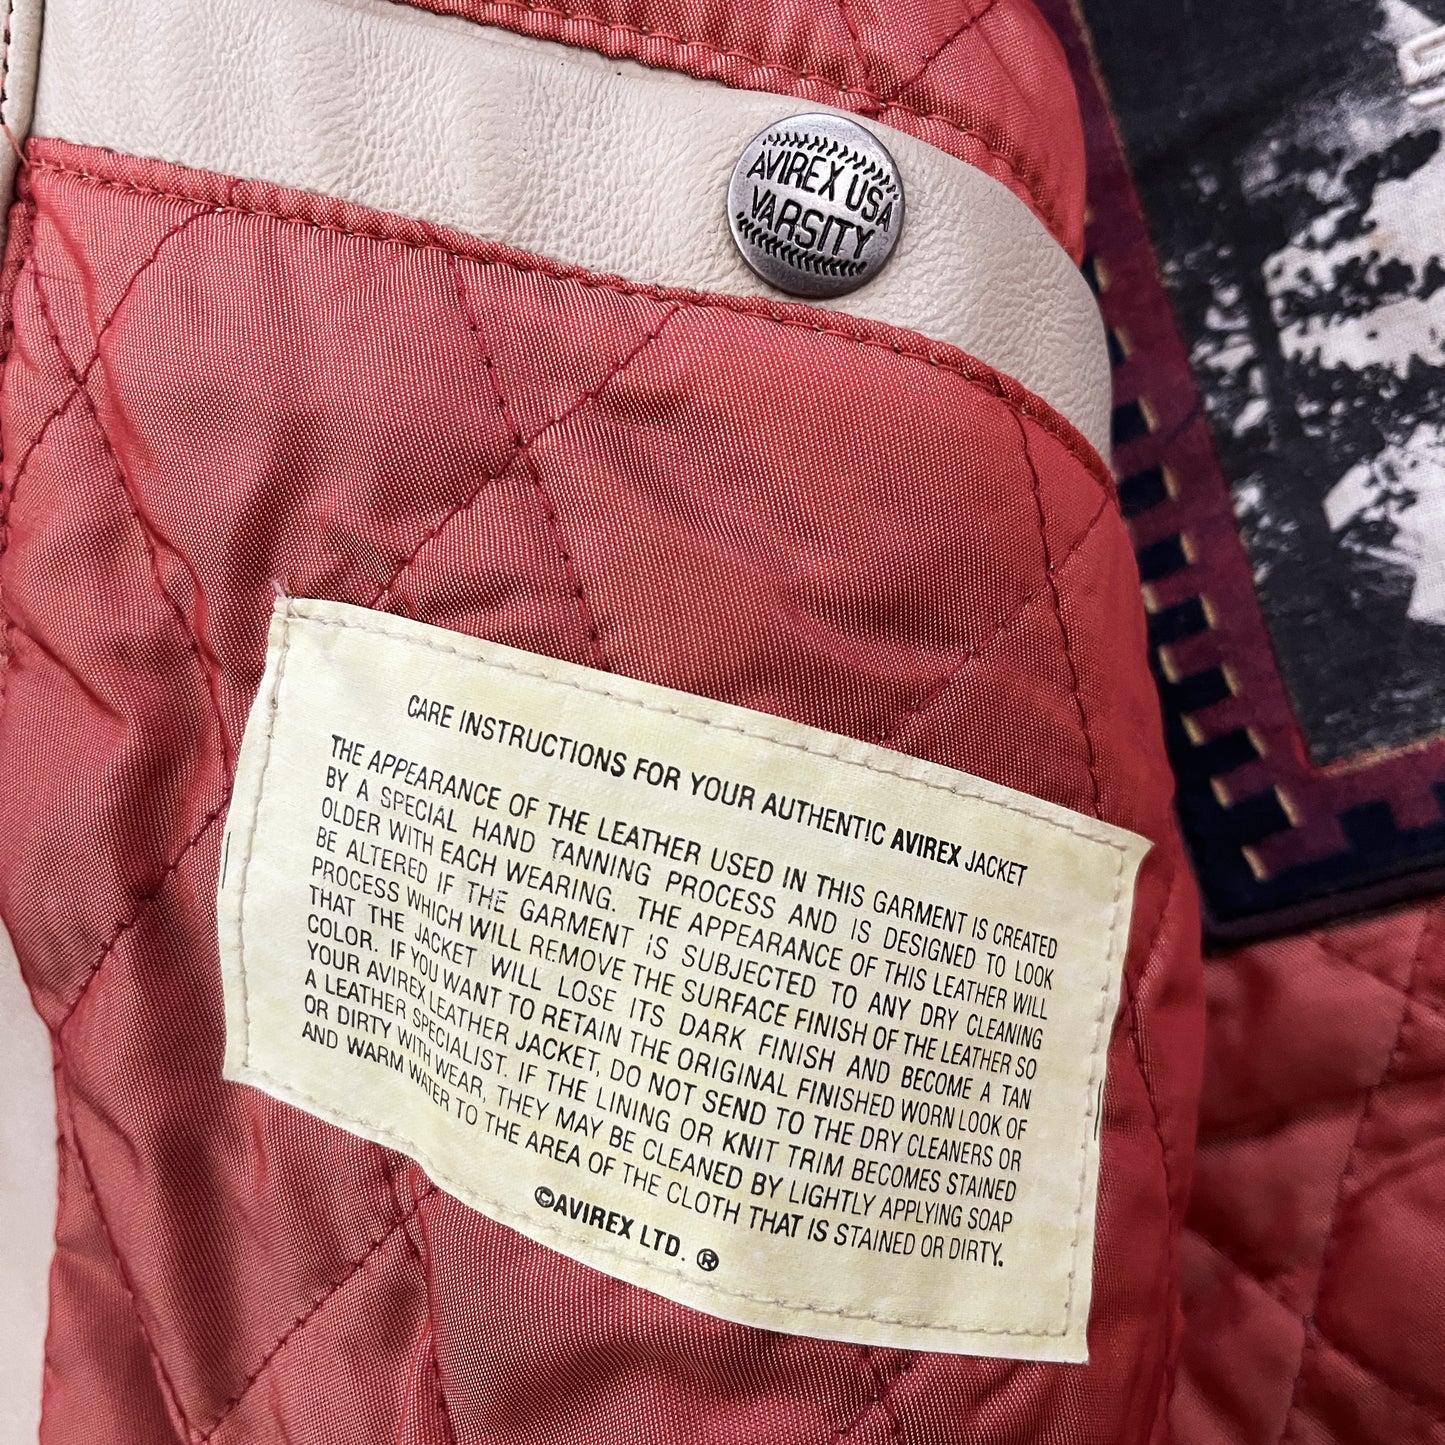 AVIREX USA
VARSITY
CARE INSTRUCTIONS FOR YOUR AUTHENTIC AVIREX JACKET
THE APPEARANCE OF THE LEATHER USED IN THIS GARMENT IS CREATED
BY A SPECIAL HAND TANNING PROCESS AND IS DESIGNED TO LOOK
OLDER WITH EACH WEARING. THE APPEARANCE OF THIS LEATHER WILL
BE ALTERED IF THE GARMENT IS SUBJECTED TO ANY DRY CLEANING
PROCESS WHICH WILL REMOVE THE SURFACE FINISH OF THE LEATHER SO
THAT THE JACKET WILL LOSE ITS DARK FINISH AND BECOME A TAN
COLOR. IF YOU WANT TO RETAIN THE ORIGINAL FINISHED WORN LOOK OF
YOUR AVIREX LEATHER JACKET, DO NOT SEND TO THE DRY CLEANERS OR
A LEATHER SPECIALIST. IF THE LINING OR KNIT TRIM BECOMES STAINED
OR DIRTY WITH WEAR, THEY MAY BE CLEANED BY LIGHTLY APPLYING SOAP
AND WARM WATER TO THE AREA OF THE CLOTH THAT IS STAINED OR DIRTY.
©AVIREX LTD. ®